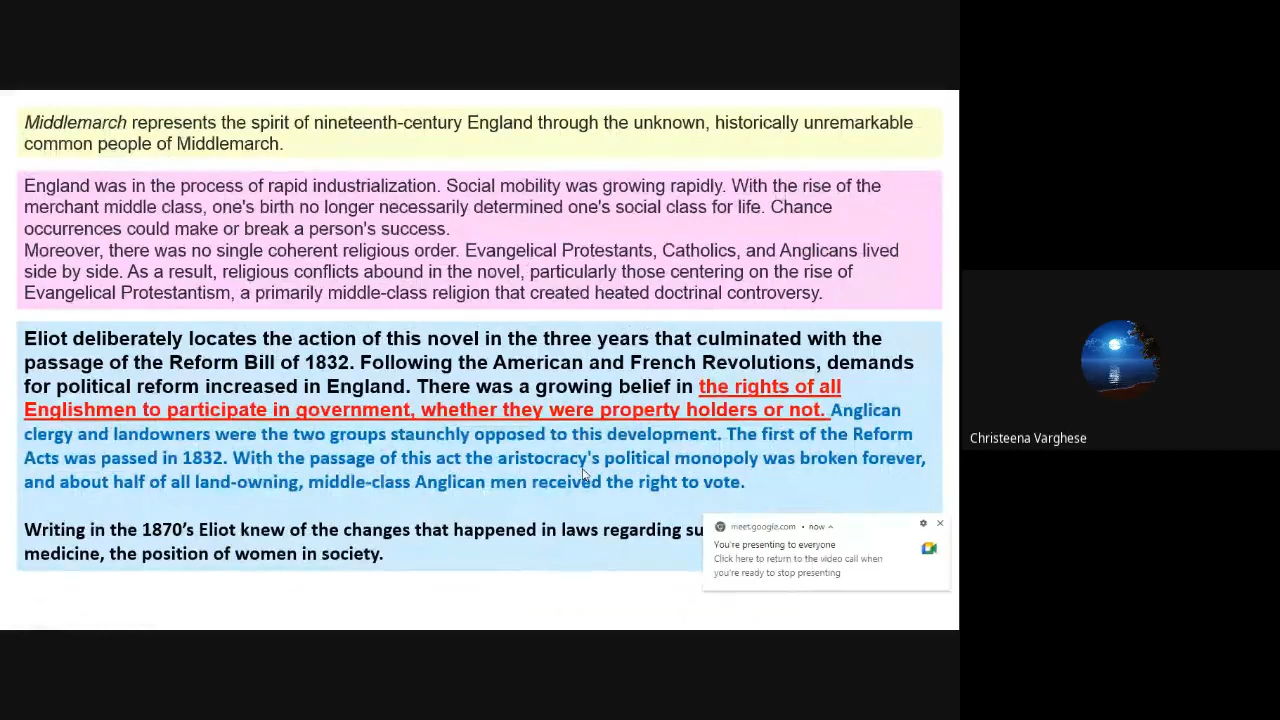 Middlemarch represents the spirit of nineteenth-century England through the unknown, historically unremarkable
common people of Middlemarch.
England was in the process of rapid industrialization. Social mobility was growing rapidly. With the rise of the
merchant middle class, one's birth no longer necessarily determined one's social class for life. Chance
occurrences could make or break a person's success.
Moreover, there was no single coherent religious order. Evangelical Protestants, Catholics, and Anglicans lived
side by side. As a result, religious conflicts abound in the novel, particularly those centering on the rise of
Evangelical Protestantism, a primarily middle-class religion that created heated doctrinal controversy.
Eliot deliberately locates the action of this novel in the three years that culminated with the
passage of the Reform Bill of 1832. Following the American and French Revolutions, demands
for political reform increased in England. There was a growing belief in the rights of all
Englishmen to participate in government, whether they were property holders or not. Anglican
clergy and landowners were the two groups staunchly opposed to this development. The first of the Reform
Acts was passed in 1832. With the passage of this act the aristocracy's political monopoly was broken forever,
and about half of all land-owning, middle-class Anglican men received the right to vote.
Writing in the 1870's Eliot knew of the changes that happened in laws regarding
medicine, the position of women in society.
meet.google.com • now
You're presenting to everyone
Click here to return to the video call when
you're ready to stop presenting
Christeena Varghese